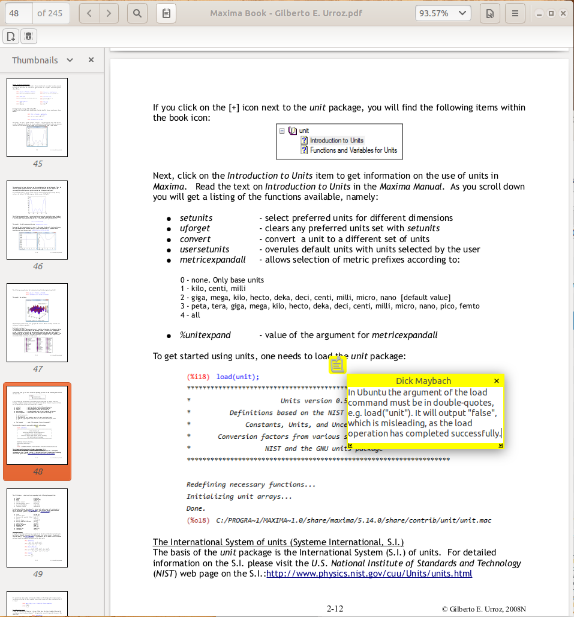 48 of 245
Maxima Book - Gilberto E. Urroz.pdf
93.57%
Thumbnails
45
46
47
48
49
If you click on the [+] icon next to the unit package, you will find the following items within
the book icon:
unit
Introduction to Units
Functions and Variables for Units
Next, click on the Introduction to Units item to get information on the use of units in
Maxima. Read the text on Introduction to Units in the Maxima Manual. As you scroll down
you will get a listing of the functions available, namely:
• setunits - select preferred units for different dimensions
• uforget - clears any preferred units set with setunits
• convert - convert a unit to a different set of units
• usersetunits - overules default units with units selected by the user
• metricexpandall - allows selection of metric prefixes according to:
0 - none. Only base units
1 - kilo, centi, milli
2 - giga, mega, kilo, hecto, deka, deci, centi, milli, micro, nano [default value]
3 - peta, tera, giga, mega, kilo, hecto, deka, deci, centi, milli, micro, nano, pico, femto
4 - all
• %unitexpand - value of the argument for metricexpandall
To get started using units, one needs to load the unit package:
Dick Maybach
In Ubuntu the argument of the load
command must be in double-quotes,
e.g. load("unit"). It will output "false",
which is misleading, as the load
operation has completed successfully.
(%i18) load(unit);
* Units version 0.5
* Definitions based on the NIST
* Constants, Units, and Unce
* Conversion factors from various s
* NIST and the GNU units package
Redefining necessary functions...
Initializing unit arrays...
Done.
(%o18) C:/PROGRA~1/MAXIMA~1.0/share/maxima/5.14.0/share/contrib/unit/unit.mac
The International System of units (Systeme International, S.I.)
The basis of the unit package is the International System (S.I.) of units. For detailed
information on the S.I. please visit the U.S. National Institute of Standards and Technology
(NIST) web page on the S.I.:http://www.physics.nist.gov/cuu/Units/units.html
2-12 © Gilberto E. Urroz, 2008N